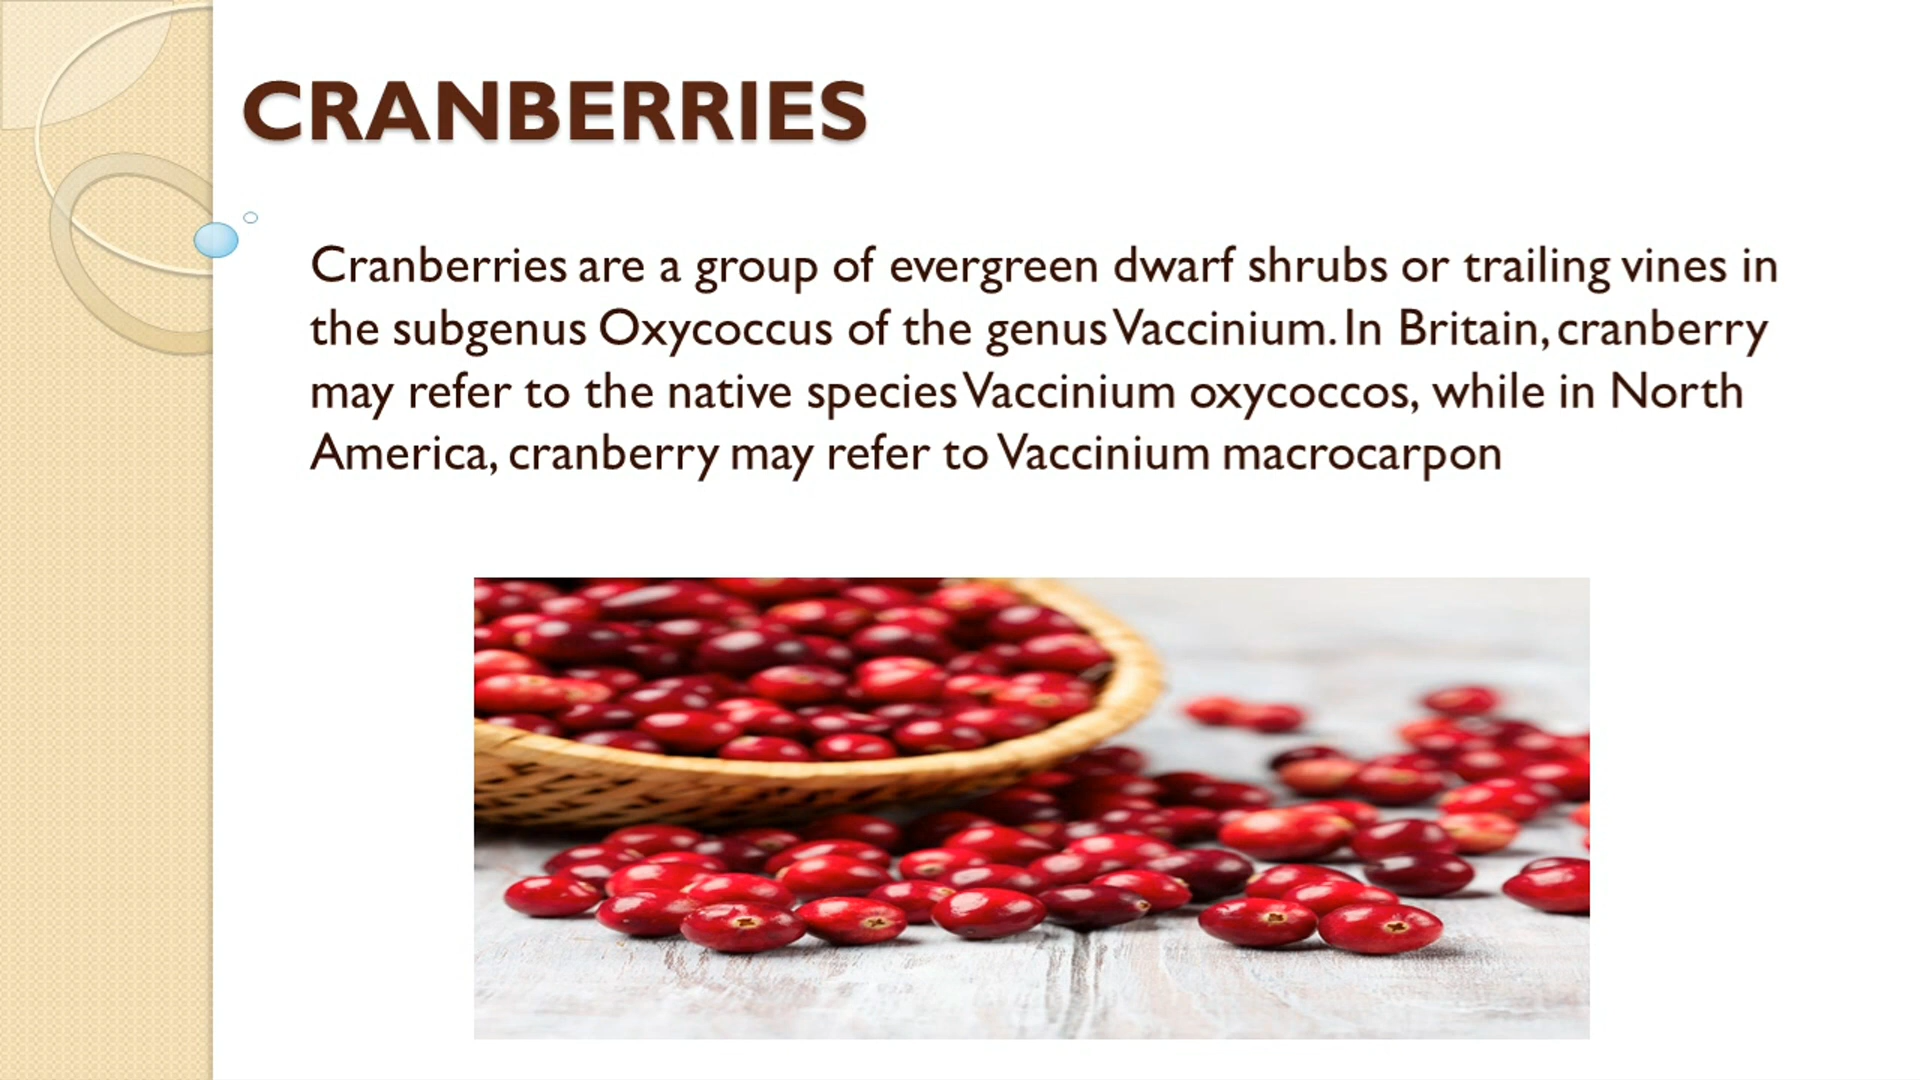 CRANBERRIES
Cranberries are a group of evergreen dwarf shrubs or trailing vines in
the subgenus Oxycoccus of the genus Vaccinium. In Britain, cranberry
may refer to the native species Vaccinium oxycoccos, while in North
America, cranberry may refer to Vaccinium macrocarpon